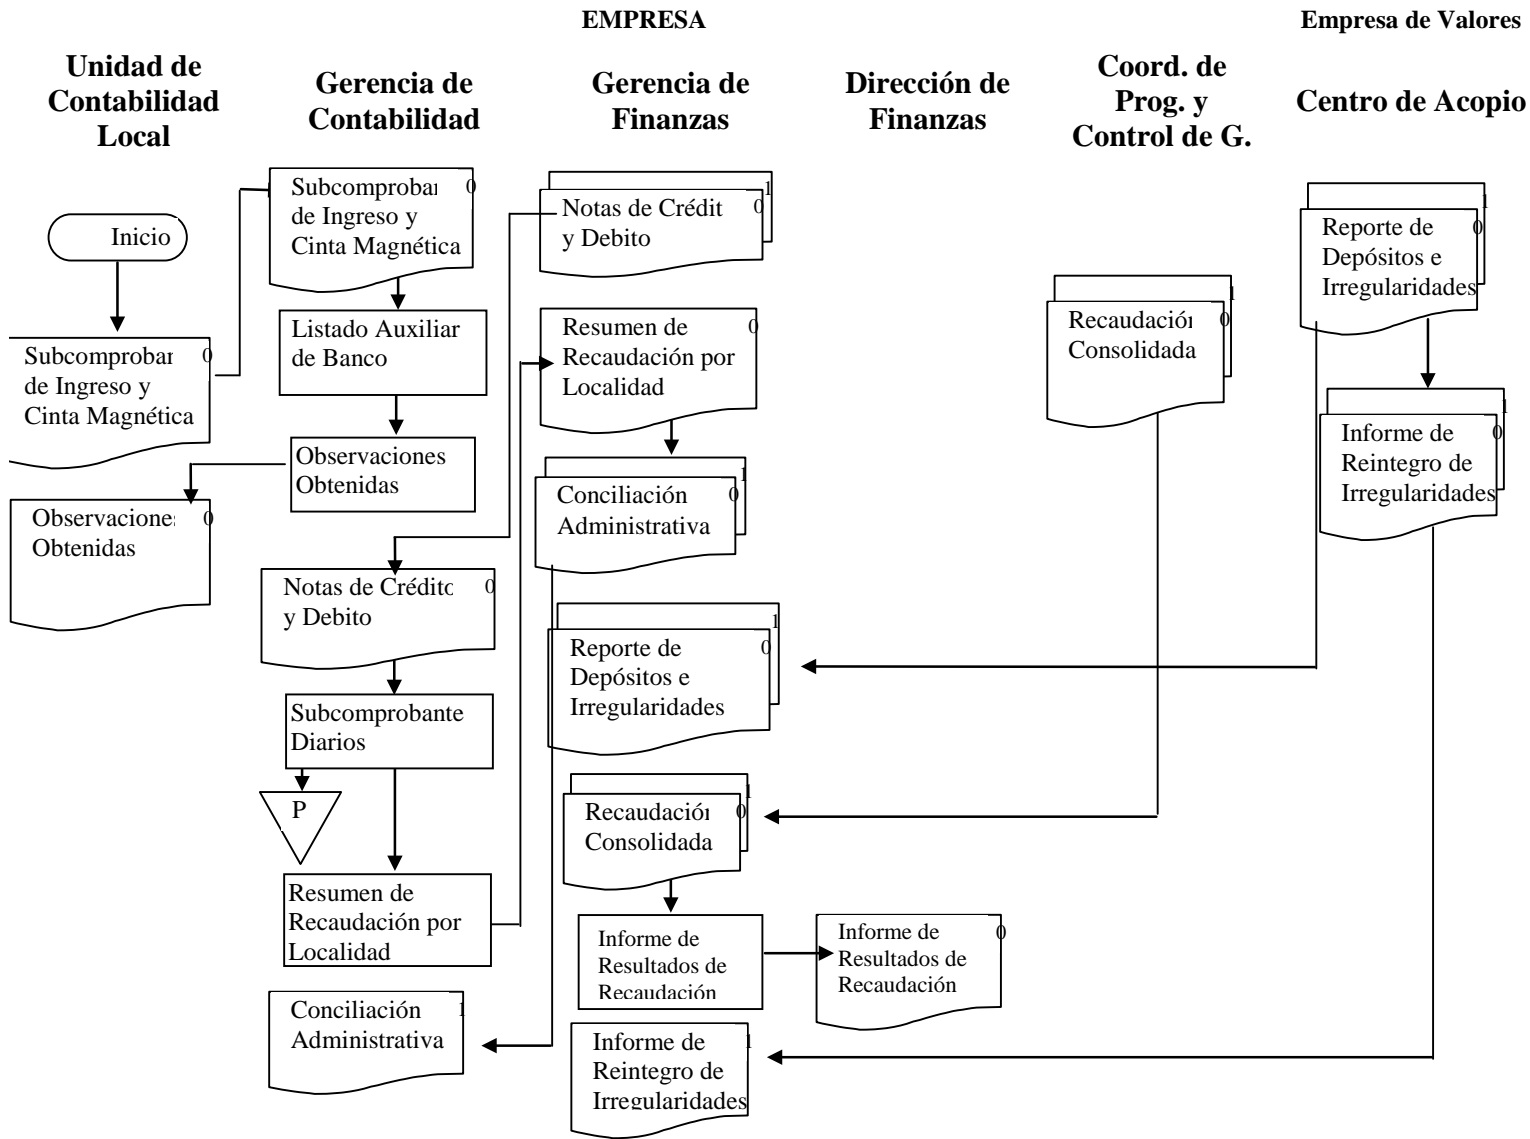 EMPRESA
Empresa de Valores
Unidad de
Contabilidad
Local
Gerencia de
Contabilidad
Gerencia de
Finanzas
Dirección de
Finanzas
Coord. de
Prog. y
Control de G.
Centro de Acopio
Inicio
Subcomprobar
0
de Ingreso y
Cinta Magnética
Observacione
0
Obtenidas
Subcomproba
0
de Ingreso y
Cinta Magnética
Listado Auxiliar
de Banco
Observaciones
Obtenidas
Notas de Crédito
0
y Debito
Subcomprobante
Diarios
P
Resumen de
Recaudación por
Localidad
Conciliación
1
Administrativa
1
Notas de Crédit
0
y Debito
Resumen de
0
Recaudación por
Localidad
1
Conciliación
0
Administrativa
1
Reporte de
0
Depósitos e
Irregularidades
1
Recaudación
0
Consolidada
Informe de
Resultados de
Recaudación
Informe de
1
Reintegro de
Irregularidades
Informe de
0
Resultados de
Recaudación
1
Recaudación
0
Consolidada
1
Reporte de
0
Depósitos e
Irregularidades
1
Informe de
0
Reintegro de
Irregularidades